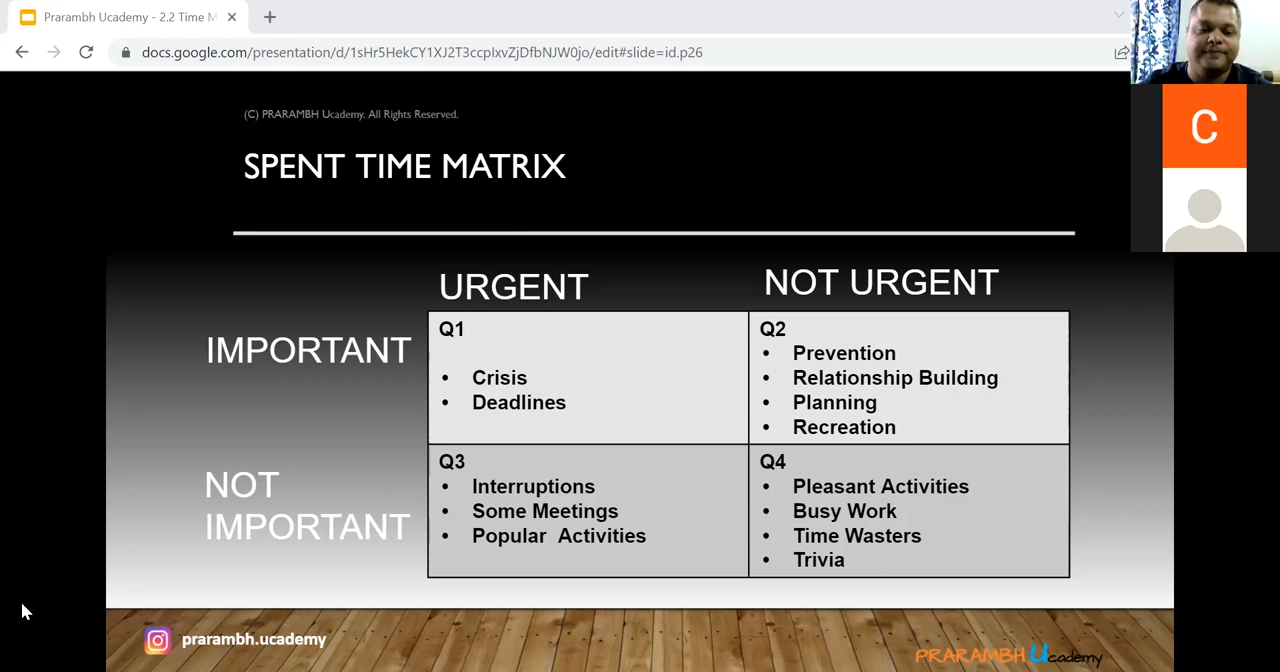 Prarambh Ucademy - 2.2 Time M
docs.google.com/presentation/d/1sHr5HekCY1XJ2T3ccpIxvZjDfbNJW0jo/edit#slide=id.p26
(C) PRARAMBH Ucademy. All Rights Reserved.
SPENT TIME MATRIX
URGENT
NOT URGENT
IMPORTANT
Q1
• Crisis
• Deadlines
Q2
• Prevention
• Relationship Building
• Planning
• Recreation
NOT
IMPORTANT
Q3
• Interruptions
• Some Meetings
• Popular Activities
Q4
• Pleasant Activities
• Busy Work
• Time Wasters
• Trivia
C
prarambh.ucademy
PRARAMBH Ucademy